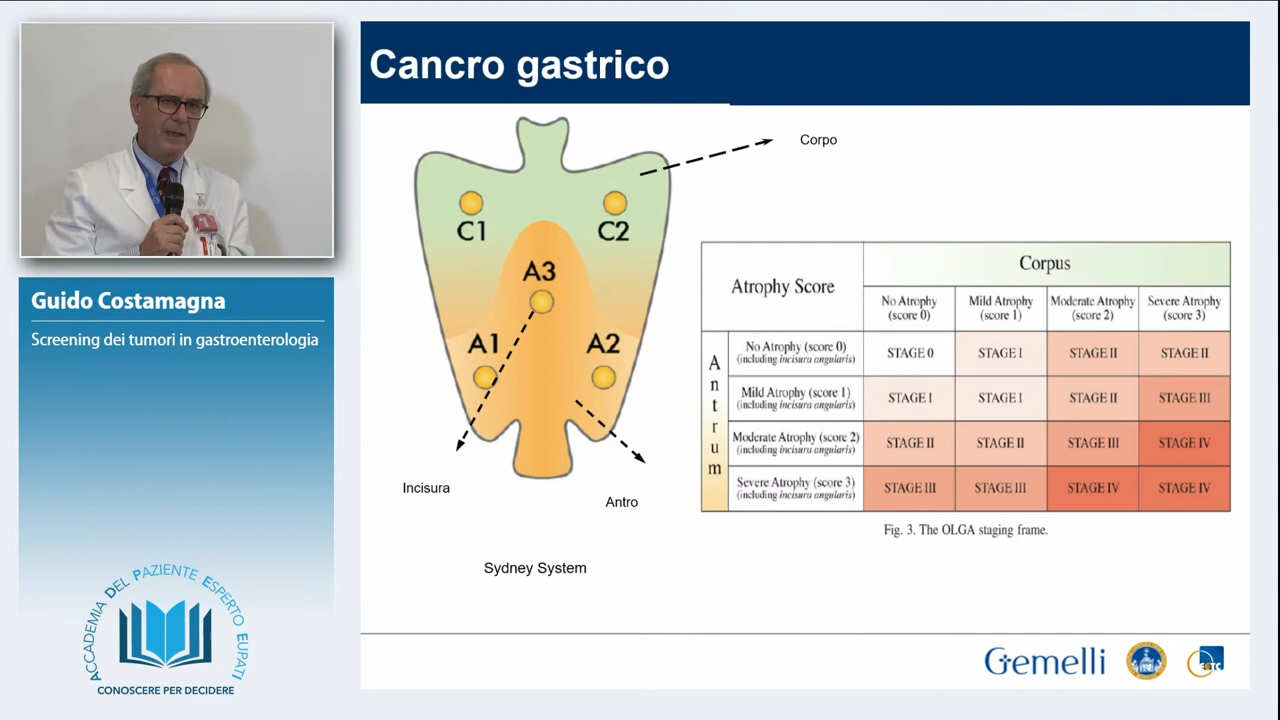 Cancro gastrico
Corpo
C1
C2
A3
A1
A2
Incisura
Antro
Sydney System
Atrophy Score
Corpus
No Atrophy
(score 0)
Mild Atrophy
(score 1)
Moderate Atrophy
(score 2)
Severe Atrophy
(score 3)
Antrum
No Atrophy (score 0)
(including incisura angularis)
STAGE 0
STAGE I
STAGE II
STAGE II
Mild Atrophy (score 1)
(including incisura angularis)
STAGE I
STAGE I
STAGE II
STAGE III
Moderate Atrophy (score 2)
(including incisura angularis)
STAGE II
STAGE II
STAGE III
STAGE IV
Severe Atrophy (score 3)
(including incisura angularis)
STAGE III
STAGE III
STAGE IV
STAGE IV
Fig. 3. The OLGA staging frame.
Guido Costamagna
Screening dei tumori in gastroenterologia
ACCADEMIA DEL PAZIENTE ESPERTO EUPATI
CONOSCERE PER DECIDERE
Gemelli